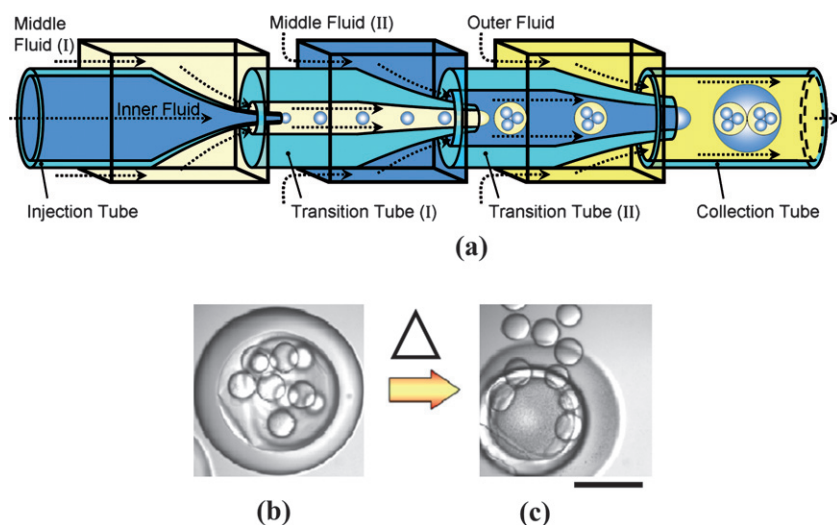 Middle
Fluid (I)
Middle Fluid (II)
Outer Fluid
Inner Fluid
Injection Tube
Transition Tube (I)
Transition Tube (II)
Collection Tube
(a)
(b)
(c)